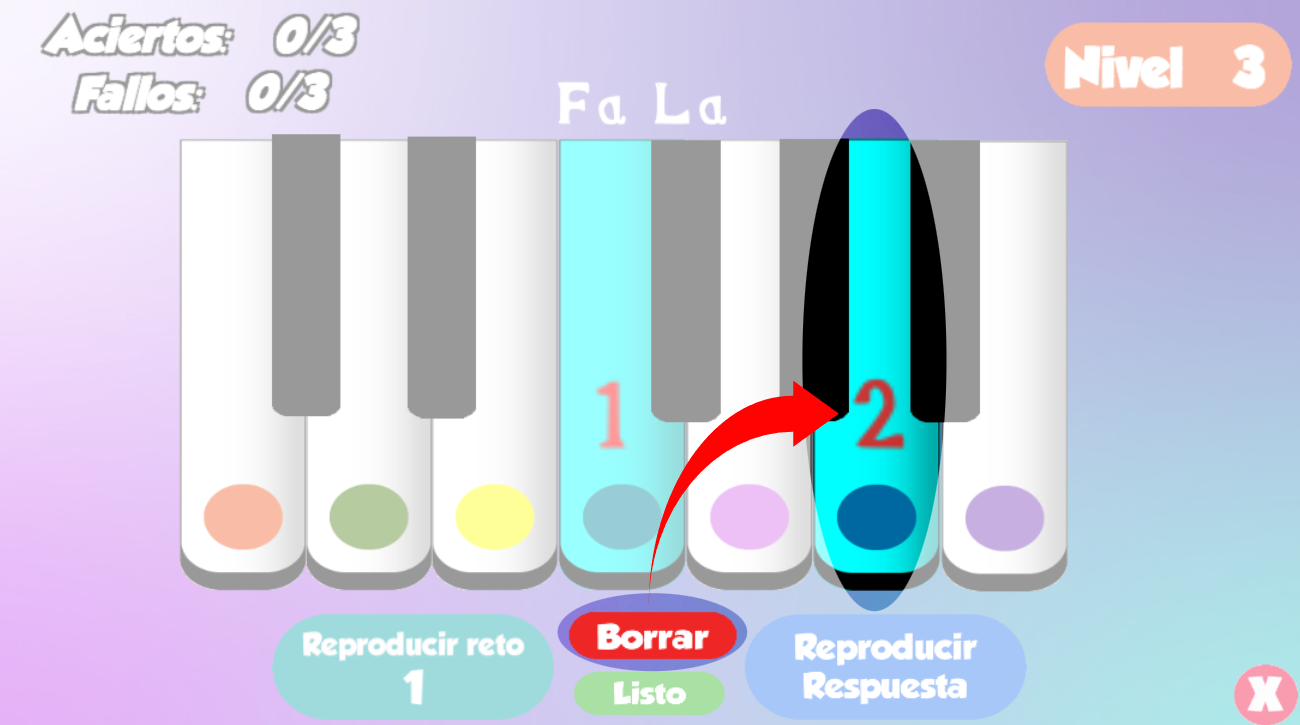 Aciertos: 0/3
Fallos: 0/3
Nivel 3
Fa La
1
2
Reproducir reto
1
Borrar
Listo
Reproducir
Respuesta
X